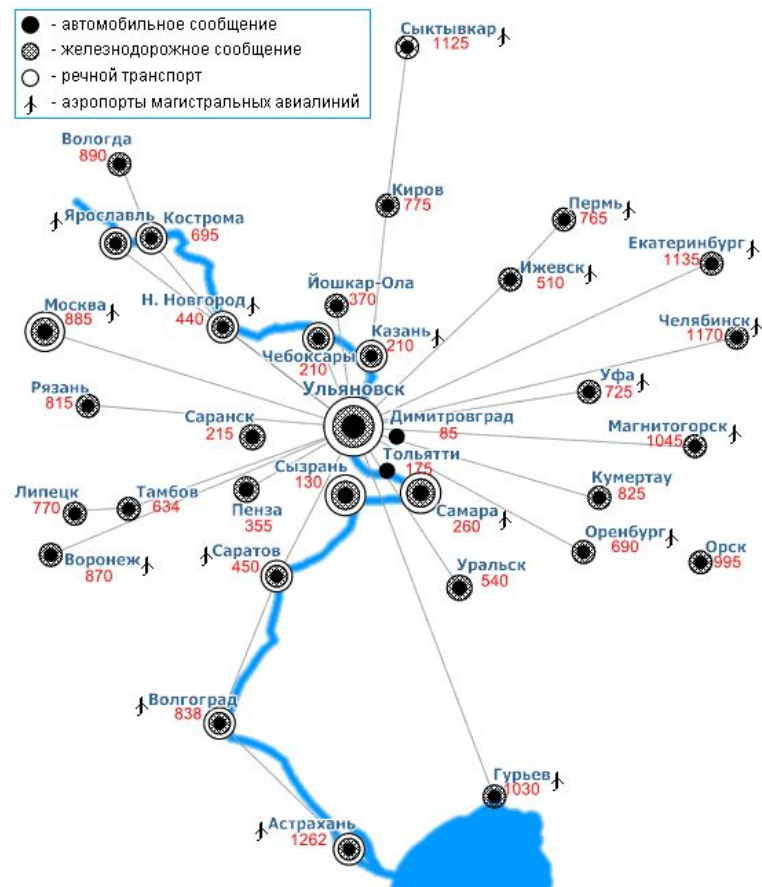 - автомобильное сообщение
- железнодорожное сообщение
- речной транспорт
- аэропорты магистральных авиалиний
Сыктывкар
1125
Вологда
890
Киров
775
Пермь
765
Ярославль
Кострома
695
Екатеринбург
1135
Ижевск
510
Йошкар-Ола
370
Москва
885
Н. Новгород
440
Казань
210
Челябинск
1170
Чебоксары
210
Уфа
725
Ульяновск
Рязань
815
Саранск
215
Димитровград
85
Магнитогорск
1045
Тольятти
175
Сызрань
130
Кумертау
825
Липецк
770
Тамбов
634
Пенза
355
Самара
260
Оренбург
690
Орск
995
Воронеж
870
Саратов
450
Уральск
540
Волгоград
838
Гурьев
1030
Астрахань
1262